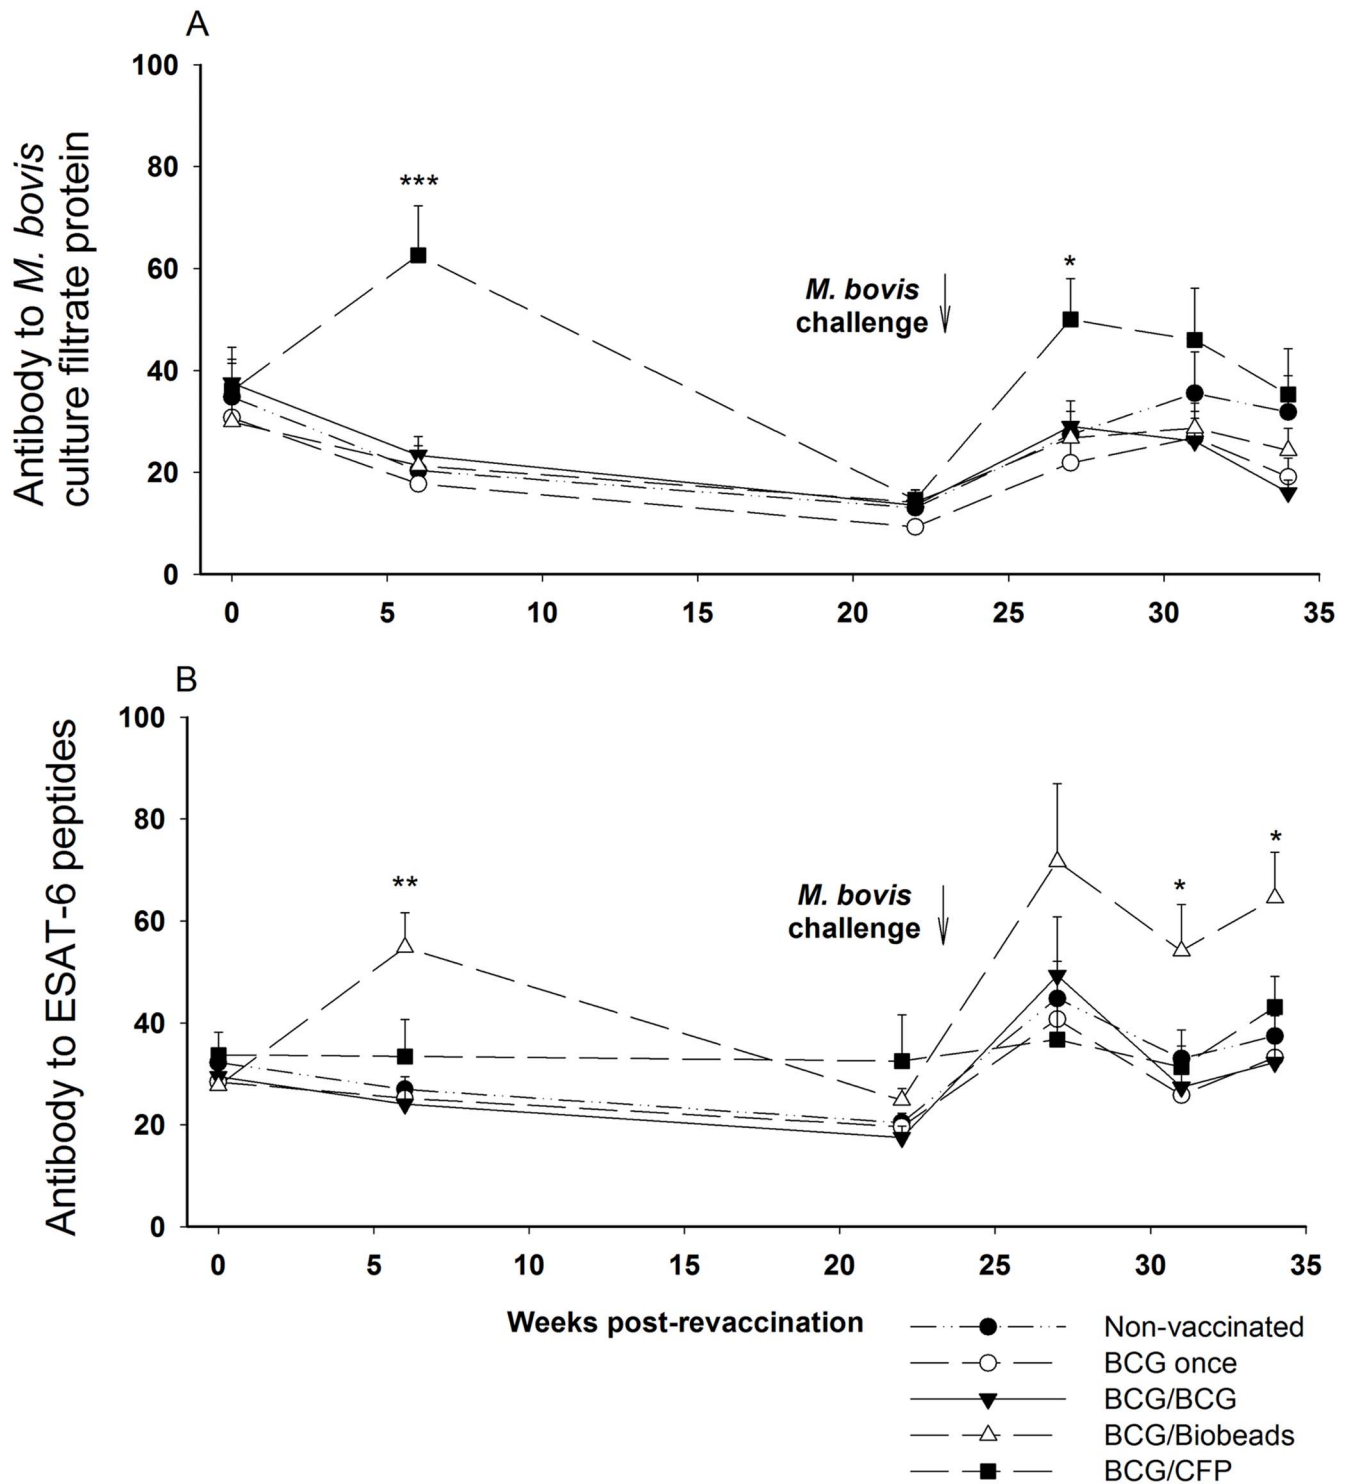 A
Antibody to M. bovis
culture filtrate protein
100
80
60
40
20
0
***
M. bovis
challenge
*
0 5 10 15 20 25 30 35
B
Antibody to ESAT-6 peptides
100
80
60
40
20
0
**
M. bovis
challenge
*
*
0 5 10 15 20 25 30 35
Weeks post-revaccination
Non-vaccinated
BCG once
BCG/BCG
BCG/Biobeads
BCG/CFP